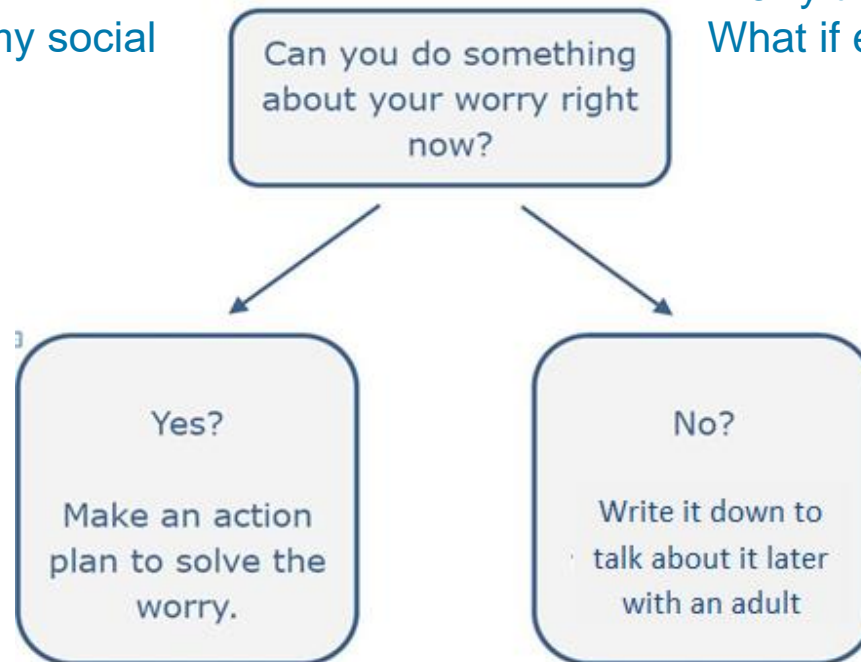 my social
What if
Can you do something
about your worry right
now?
Yes?
Make an action
plan to solve the
worry.
No?
Write it down to
talk about it later
with an adult